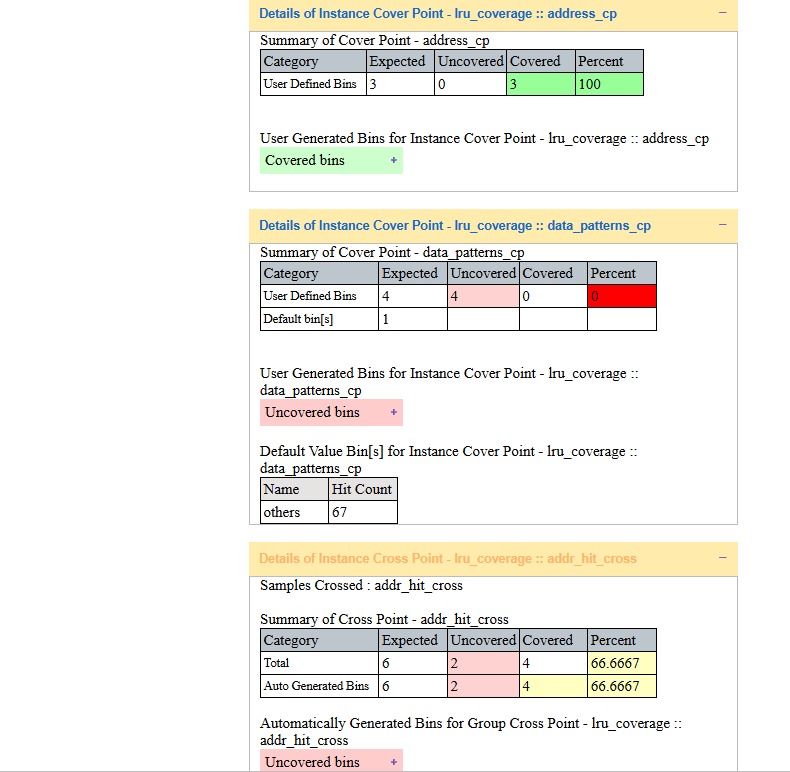 Details of Instance Cover Point - lru_coverage :: address_cp −
Summary of Cover Point - address_cp
Category Expected Uncovered Covered Percent
User Defined Bins 3 0 3 100
User Generated Bins for Instance Cover Point - lru_coverage :: address_cp
Covered bins +
Details of Instance Cover Point - lru_coverage :: data_patterns_cp −
Summary of Cover Point - data_patterns_cp
Category Expected Uncovered Covered Percent
User Defined Bins 4 4 0 0
Default bin[s] 1
User Generated Bins for Instance Cover Point - lru_coverage ::
data_patterns_cp
Uncovered bins +
Default Value Bin[s] for Instance Cover Point - lru_coverage ::
data_patterns_cp
Name Hit Count
others 67
Details of Instance Cross Point - lru_coverage :: addr_hit_cross −
Samples Crossed : addr_hit_cross
Summary of Cross Point - addr_hit_cross
Category Expected Uncovered Covered Percent
Total 6 2 4 66.6667
Auto Generated Bins 6 2 4 66.6667
Automatically Generated Bins for Group Cross Point - lru_coverage ::
addr_hit_cross
Uncovered bins +